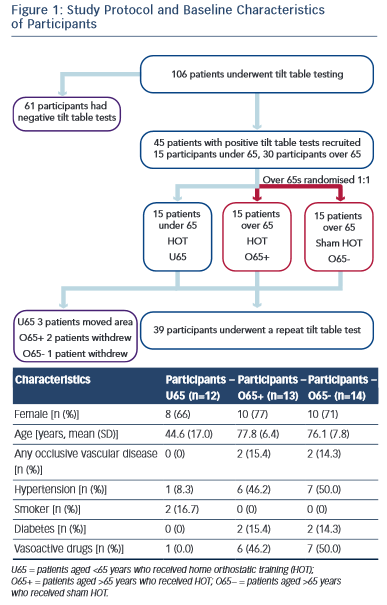 Figure 1: Study Protocol and Baseline Characteristics
of Participants
106 patients underwent tilt table testing
61 participants had
negative tilt table tests
45 patients with positive tilt table tests recruited
15 participants under 65, 30 participants over 65
Over 65s randomised 1:1
15 patients
under 65
HOT
U65
15 patients
over 65
HOT
O65+
15 patients
over 65
Sham HOT
O65-
U65 3 patients moved area
O65+ 2 patients withdrew
O65- 1 patient withdrew
39 participants underwent a repeat tilt table test
Characteristics Participants – Participants – Participants –
U65 (n=12) O65+ (n=13) O65- (n=14)
Female [n (%)] 8 (66) 10 (77) 10 (71)
Age [years, mean (SD)] 44.6 (17.0) 77.8 (6.4) 76.1 (7.8)
Any occlusive vascular disease 0 (0) 2 (15.4) 2 (14.3)
[n (%)]
Hypertension [n (%)] 1 (8.3) 6 (46.2) 7 (50.0)
Smoker [n (%)] 2 (16.7) 0 (0) 0 (0)
Diabetes [n (%)] 0 (0) 2 (15.4) 2 (14.3)
Vasoactive drugs [n (%)] 1 (0.0) 6 (46.2) 7 (50.0)
U65 = patients aged <65 years who received home orthostatic training (HOT);
O65+ = patients aged >65 years who received HOT; O65– = patients aged >65 years
who received sham HOT.